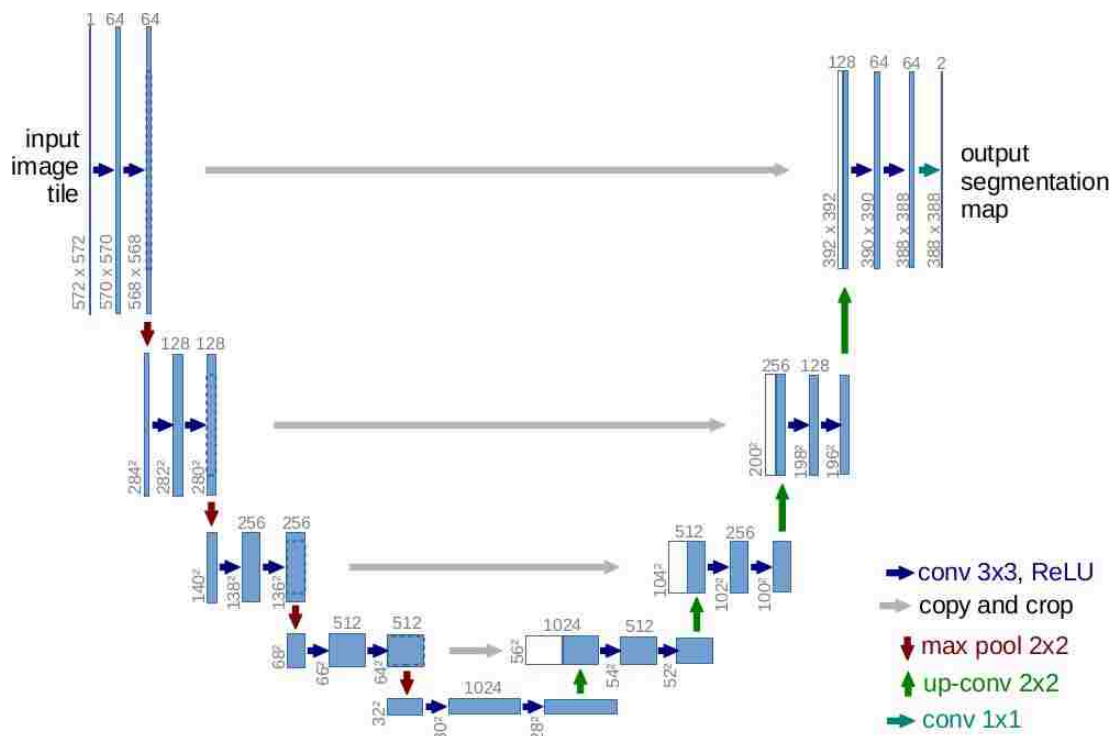 1 64 64
128 64 64 2
input
image
tile
output
segmentation
map
572 x 572
570 x 570
568 x 568
392 x 392
390 x 390
388 x 388
388 x 388
128 128
256 128
284²
282²
280²
200²
198²
196²
256 256
512 256
140²
138²
136²
104²
102²
100²
conv 3x3, ReLU
copy and crop
max pool 2x2
up-conv 2x2
conv 1x1
512 512
1024 512
68²
66²
64²
56²
54²
52²
1024
32²
30²
28²